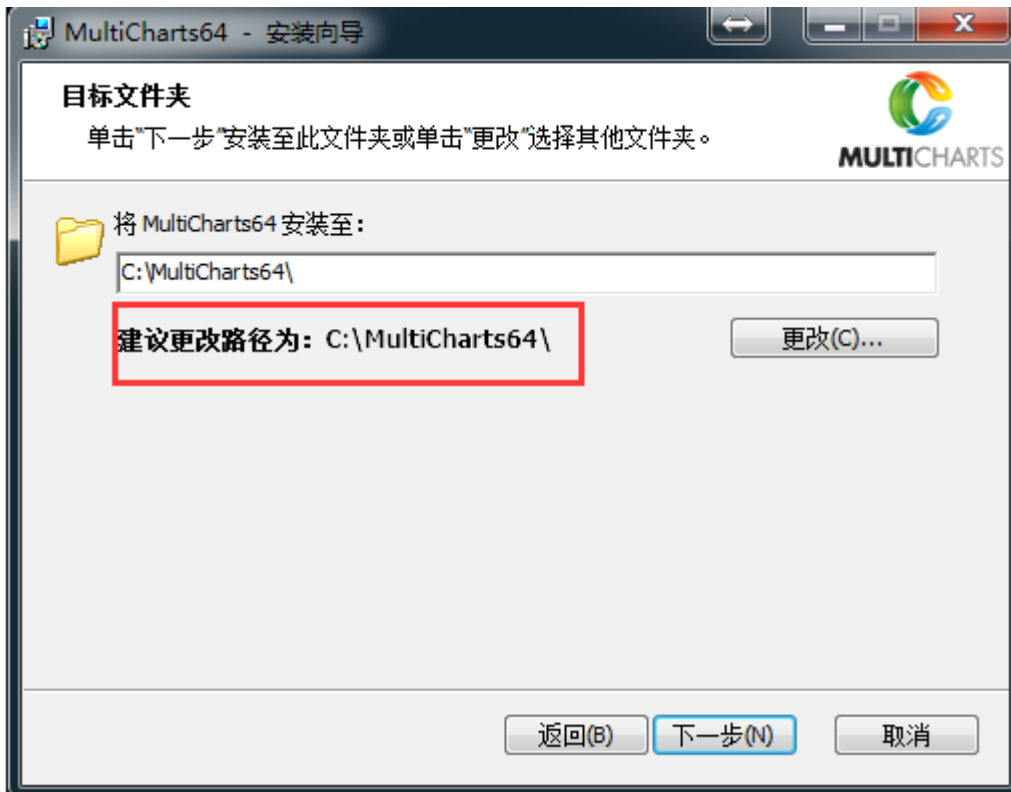 MultiCharts64 - 安装向导
目标文件夹
单击"下一步"安装至此文件夹或单击"更改"选择其他文件夹。
MULTICHARTS
将 MultiCharts64 安装至：
C:\MultiCharts64\
建议更改路径为：C:\MultiCharts64\
更改(C)...
返回(B)
下一步(N)
取消